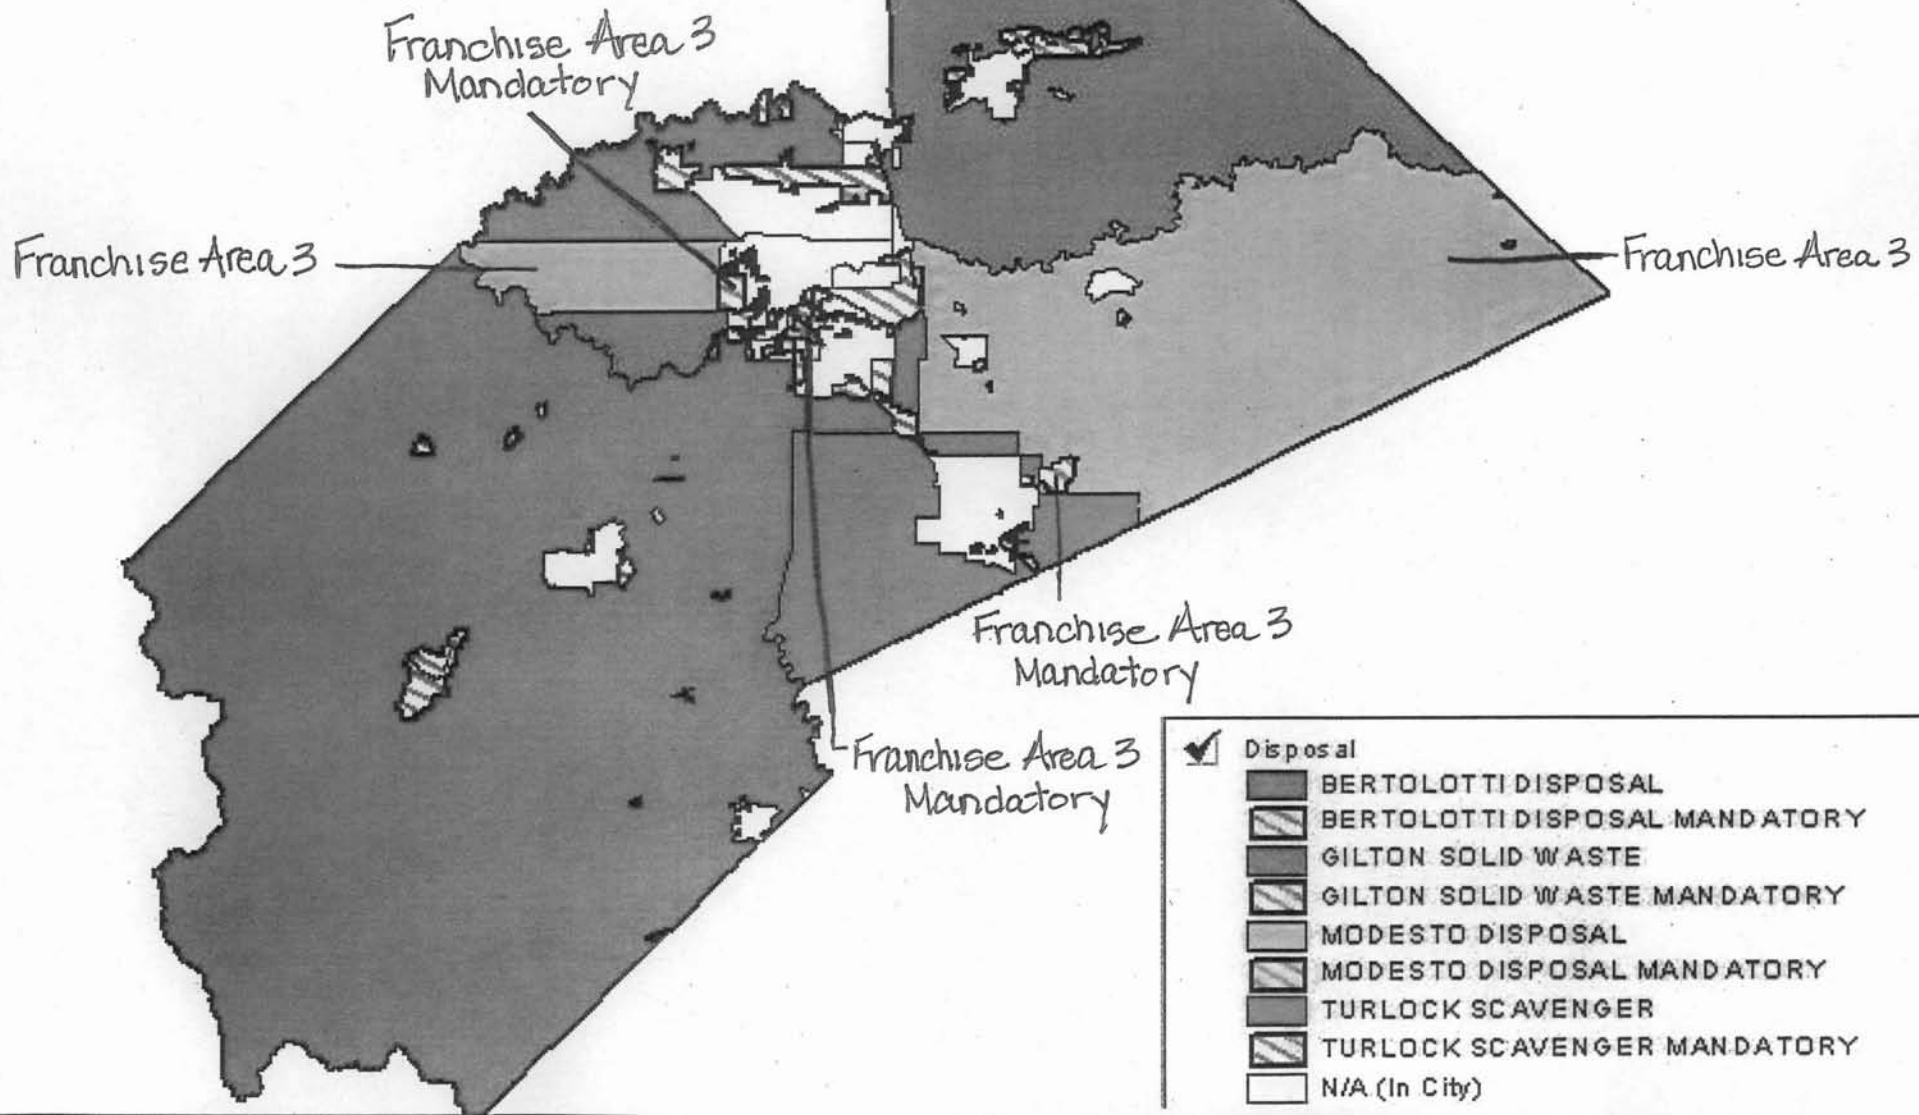 Franchise Area 3
Mandatory
Franchise Area 3
Franchise Area 3
Franchise Area 3
Mandatory
Franchise Area 3
Mandatory
Disposal
BERTOLOTTI DISPOSAL
BERTOLOTTI DISPOSAL MANDATORY
GILTON SOLID WASTE
GILTON SOLID WASTE MANDATORY
MODESTO DISPOSAL
MODESTO DISPOSAL MANDATORY
TURLOCK SCAVENGER
TURLOCK SCAVENGER MANDATORY
N/A (In City)